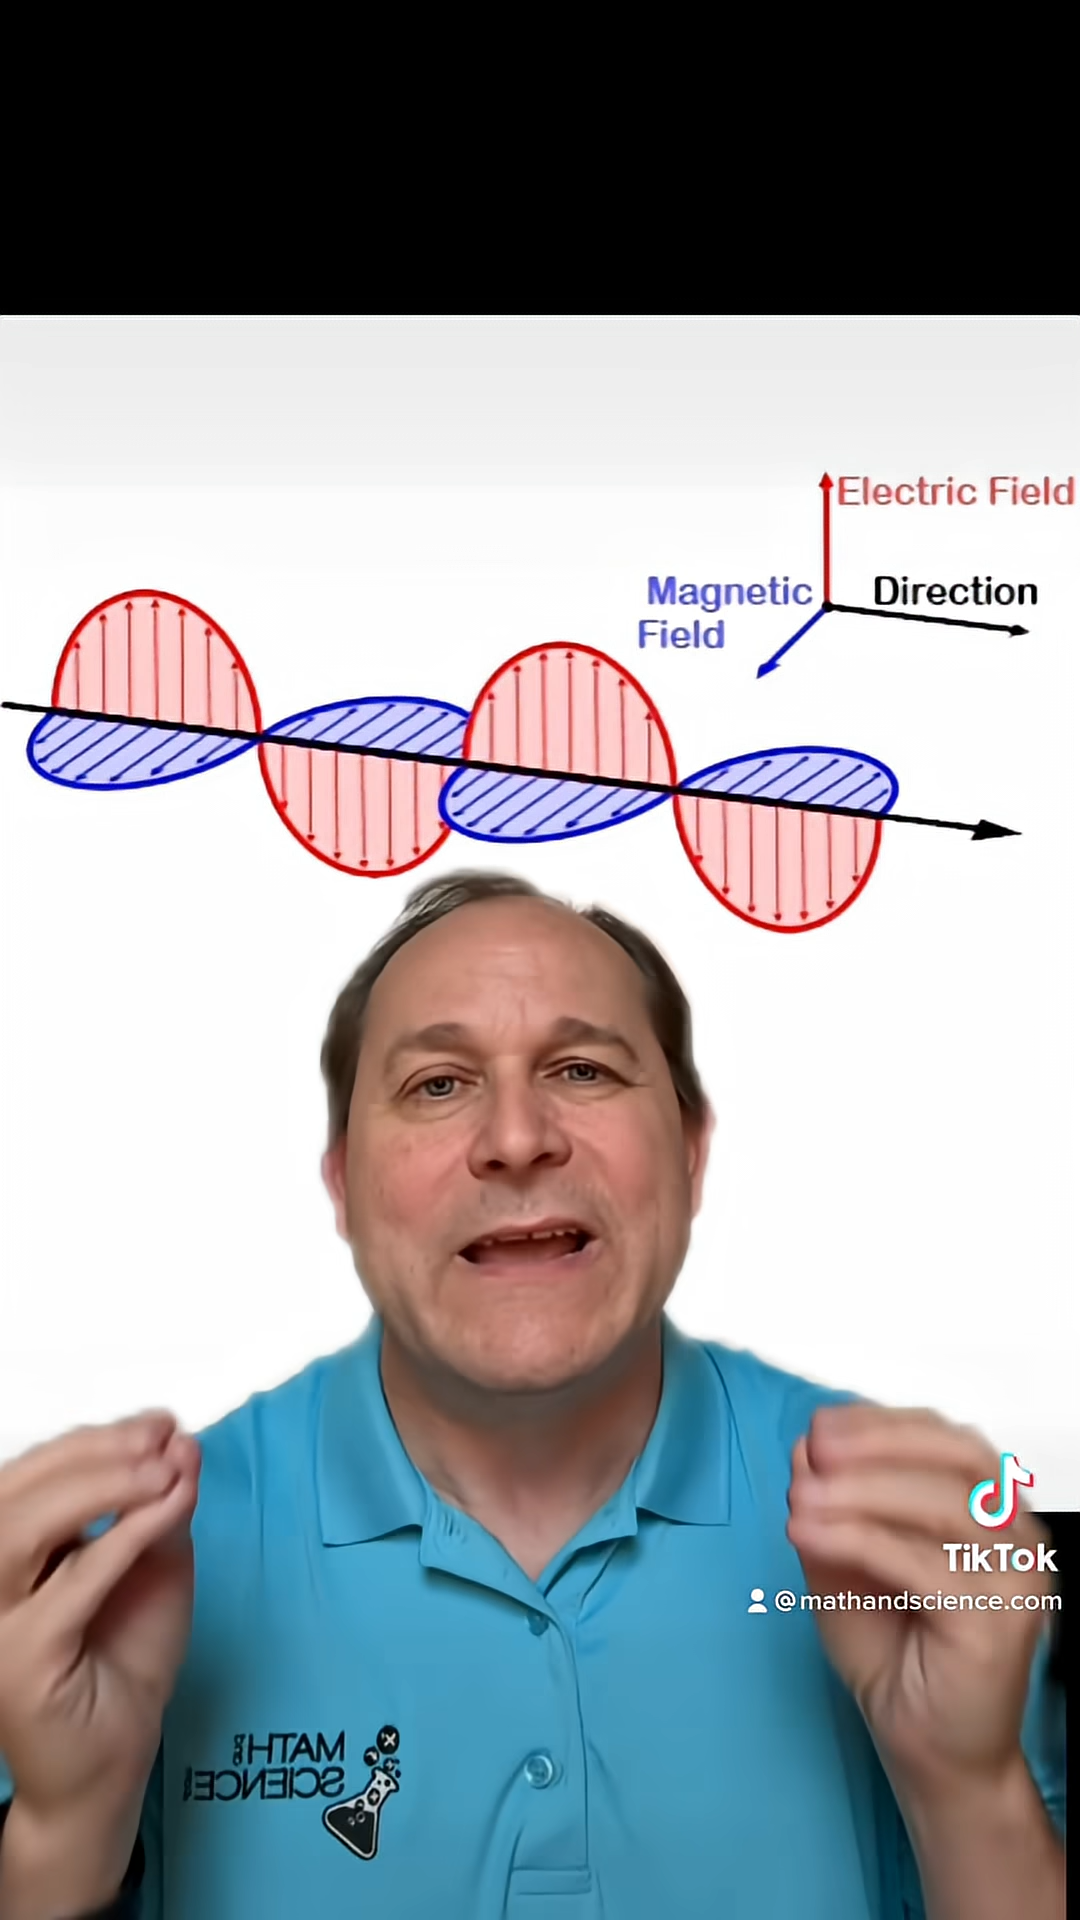 Electric Field
Magnetic
Field
Direction
TikTok
@mathandscience.com
MATH
SCIENCE